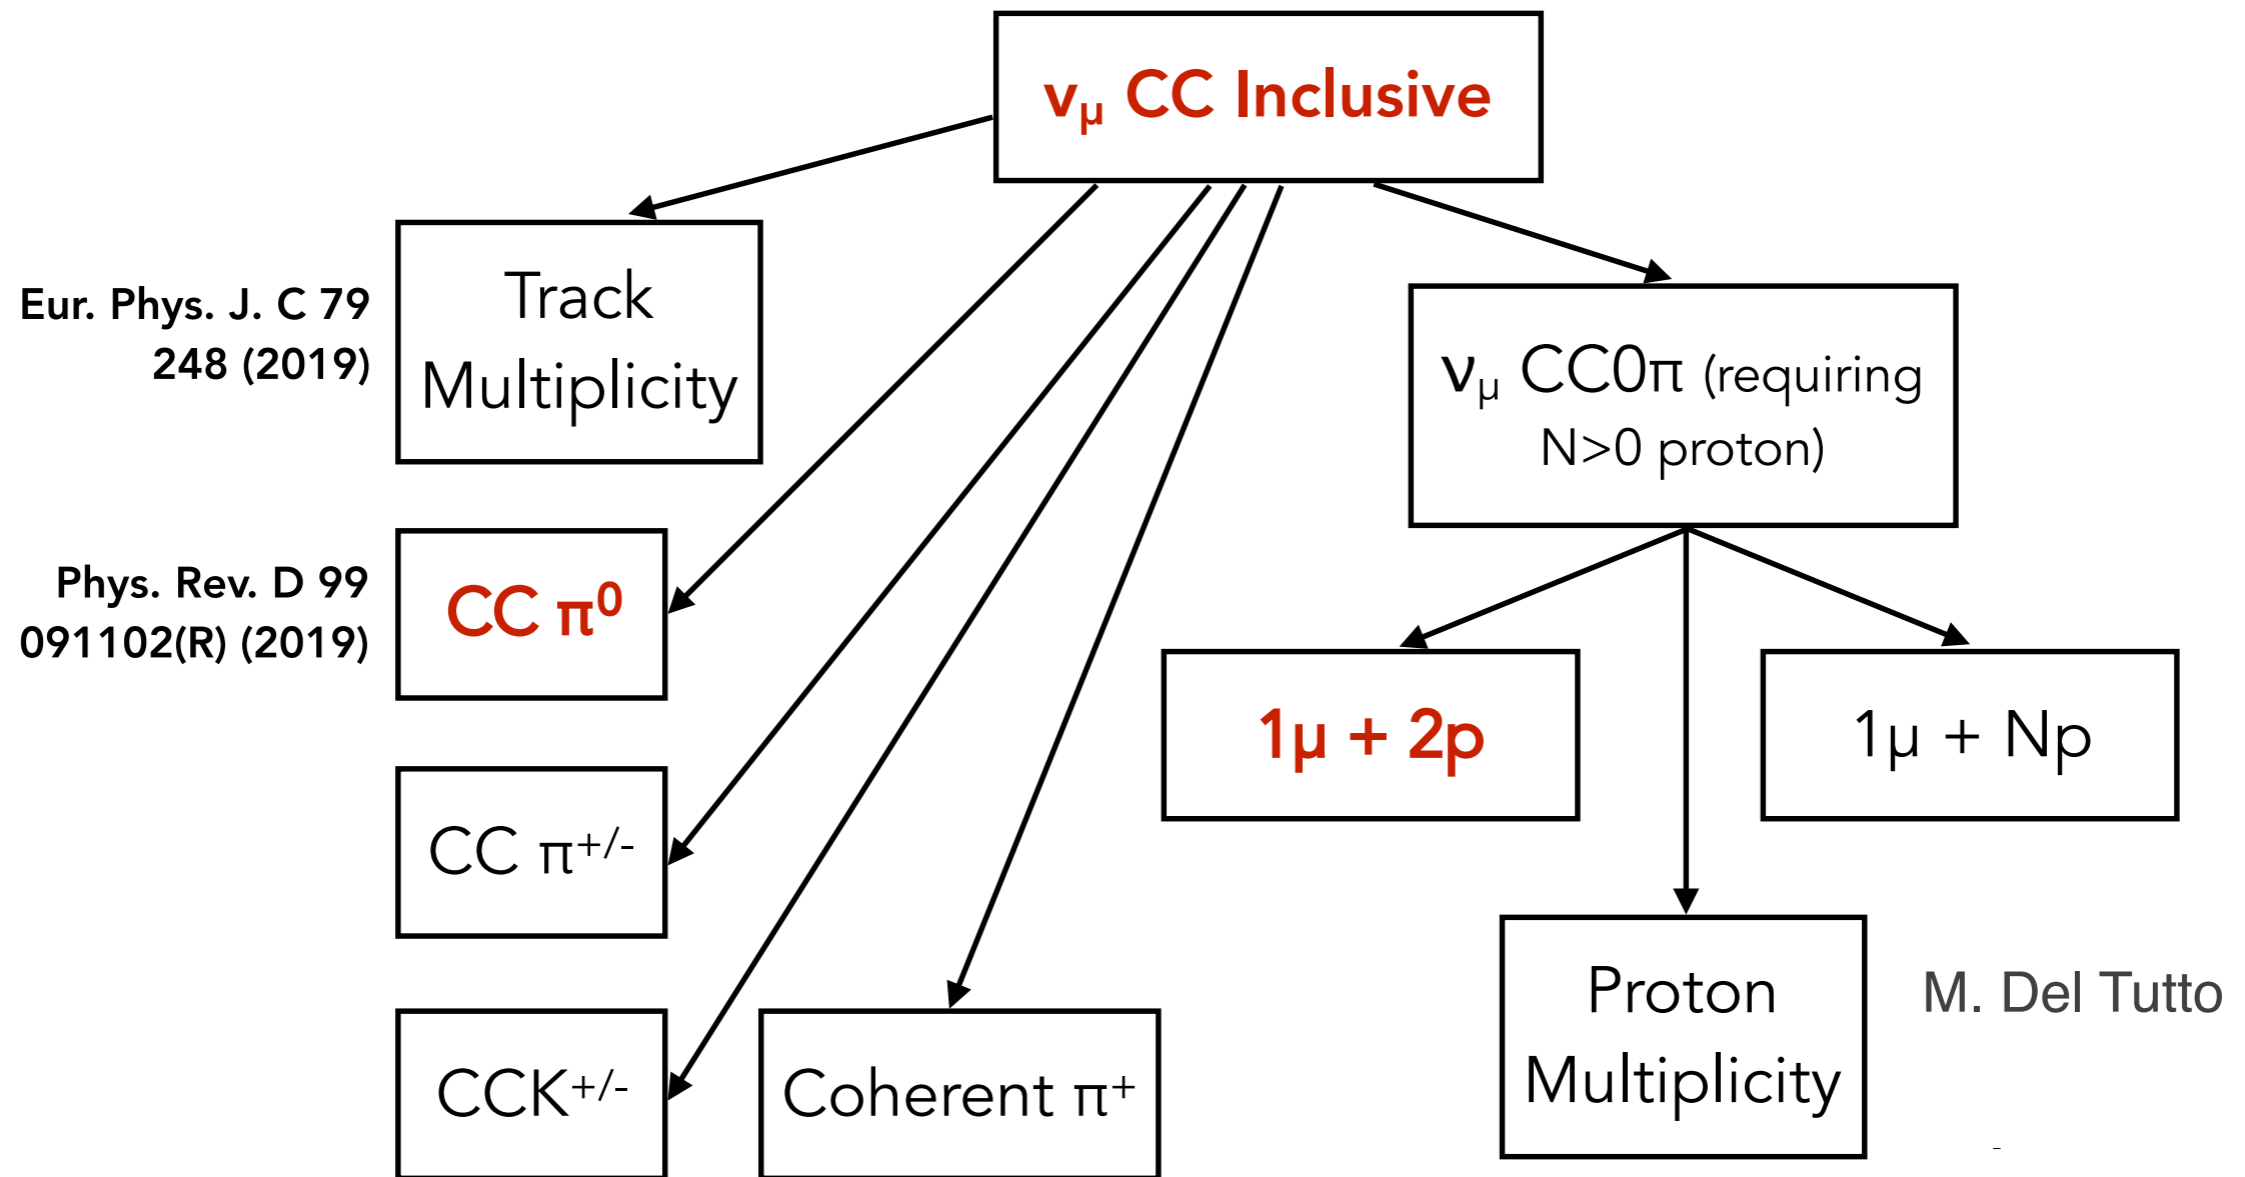 νμ CC Inclusive
Eur. Phys. J. C 79
248 (2019)
Track
Multiplicity
νμ CC0π (requiring
N>0 proton)
Phys. Rev. D 99
091102(R) (2019)
CC π⁰
1μ + 2p
1μ + Np
CC π⁺/⁻
Proton
Multiplicity
M. Del Tutto
CCK⁺/⁻
Coherent π⁺